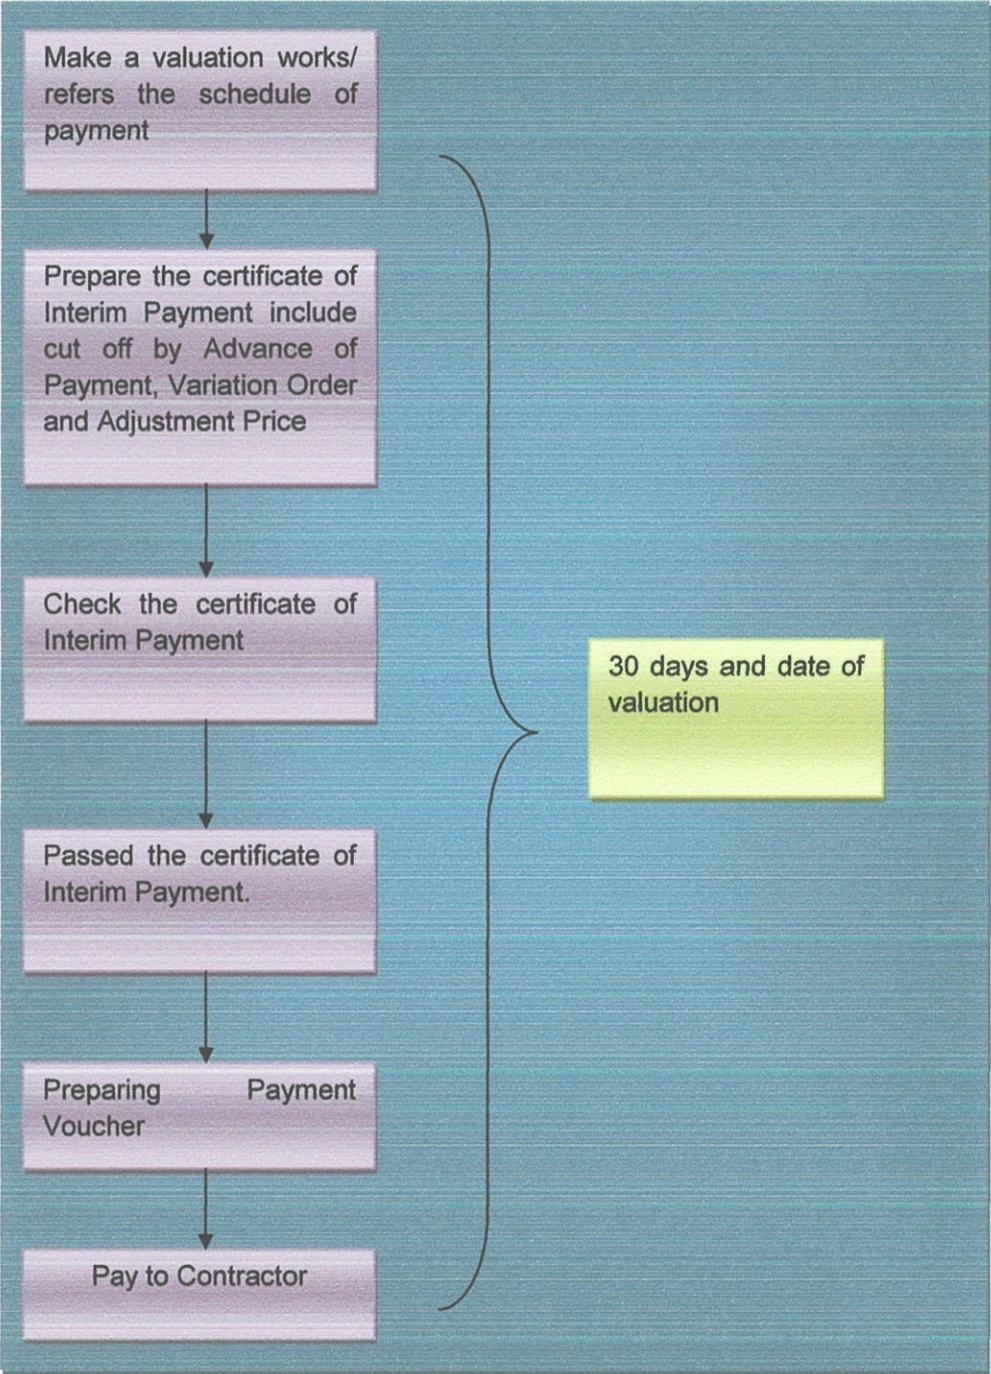 Make a valuation works/
refers the schedule of
payment
Prepare the certificate of
Interim Payment include
cut off by Advance of
Payment, Variation Order
and Adjustment Price
Check the certificate of
Interim Payment
30 days and date of
valuation
Passed the certificate of
Interim Payment.
Preparing Payment
Voucher
Pay to Contractor